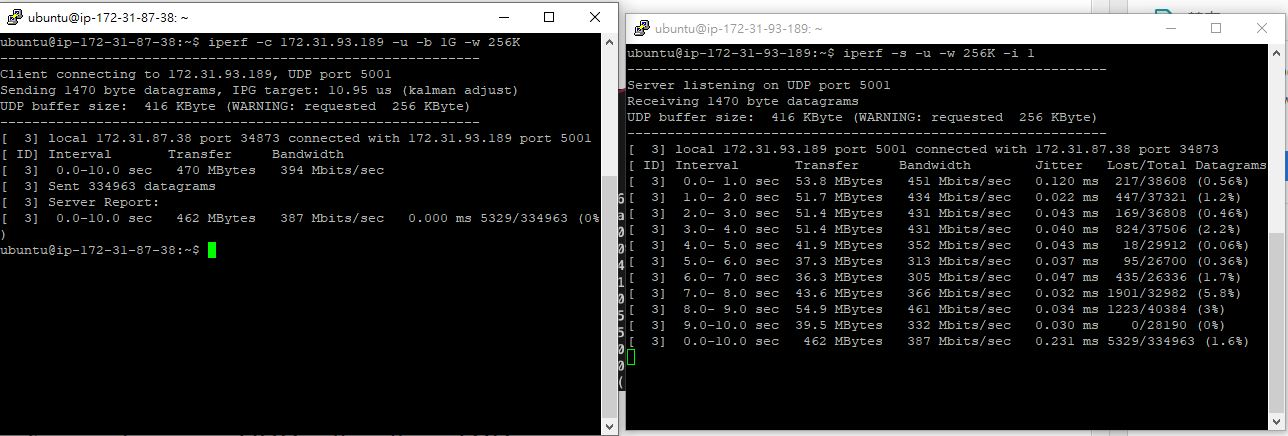 ubuntu@ip-172-31-87-38: ~
ubuntu@ip-172-31-87-38:~$ iperf -c 172.31.93.189 -u -b 1G -w 256K
------------------------------------------------------------
Client connecting to 172.31.93.189, UDP port 5001
Sending 1470 byte datagrams, IPG target: 10.95 us (kalman adjust)
UDP buffer size:  416 KByte (WARNING: requested  256 KByte)
------------------------------------------------------------
[  3] local 172.31.87.38 port 34873 connected with 172.31.93.189 port 5001
[ ID] Interval       Transfer     Bandwidth
[  3]  0.0-10.0 sec   470 MBytes   394 Mbits/sec
[  3] Sent 334963 datagrams
[  3] Server Report:
[  3]  0.0-10.0 sec   462 MBytes   387 Mbits/sec   0.000 ms 5329/334963 (0%
)
ubuntu@ip-172-31-87-38:~$
ubuntu@ip-172-31-93-189: ~
ubuntu@ip-172-31-93-189:~$ iperf -s -u -w 256K -i 1
------------------------------------------------------------
Server listening on UDP port 5001
Receiving 1470 byte datagrams
UDP buffer size:  416 KByte (WARNING: requested  256 KByte)
------------------------------------------------------------
[  3] local 172.31.93.189 port 5001 connected with 172.31.87.38 port 34873
[ ID] Interval       Transfer     Bandwidth        Jitter   Lost/Total Datagrams
[  3]  0.0- 1.0 sec  53.8 MBytes   451 Mbits/sec   0.120 ms  217/38608 (0.56%)
[  3]  1.0- 2.0 sec  51.7 MBytes   434 Mbits/sec   0.022 ms  447/37321 (1.2%)
[  3]  2.0- 3.0 sec  51.4 MBytes   431 Mbits/sec   0.043 ms  169/36808 (0.46%)
[  3]  3.0- 4.0 sec  51.4 MBytes   431 Mbits/sec   0.040 ms  824/37506 (2.2%)
[  3]  4.0- 5.0 sec  41.9 MBytes   352 Mbits/sec   0.043 ms   18/29912 (0.06%)
[  3]  5.0- 6.0 sec  37.3 MBytes   313 Mbits/sec   0.037 ms   95/26700 (0.36%)
[  3]  6.0- 7.0 sec  36.3 MBytes   305 Mbits/sec   0.047 ms  435/26336 (1.7%)
[  3]  7.0- 8.0 sec  43.6 MBytes   366 Mbits/sec   0.032 ms 1901/32982 (5.8%)
[  3]  8.0- 9.0 sec  54.9 MBytes   461 Mbits/sec   0.034 ms 1223/40384 (3%)
[  3]  9.0-10.0 sec  39.5 MBytes   332 Mbits/sec   0.030 ms    0/28190 (0%)
[  3]  0.0-10.0 sec   462 MBytes   387 Mbits/sec   0.231 ms 5329/334963 (1.6%)